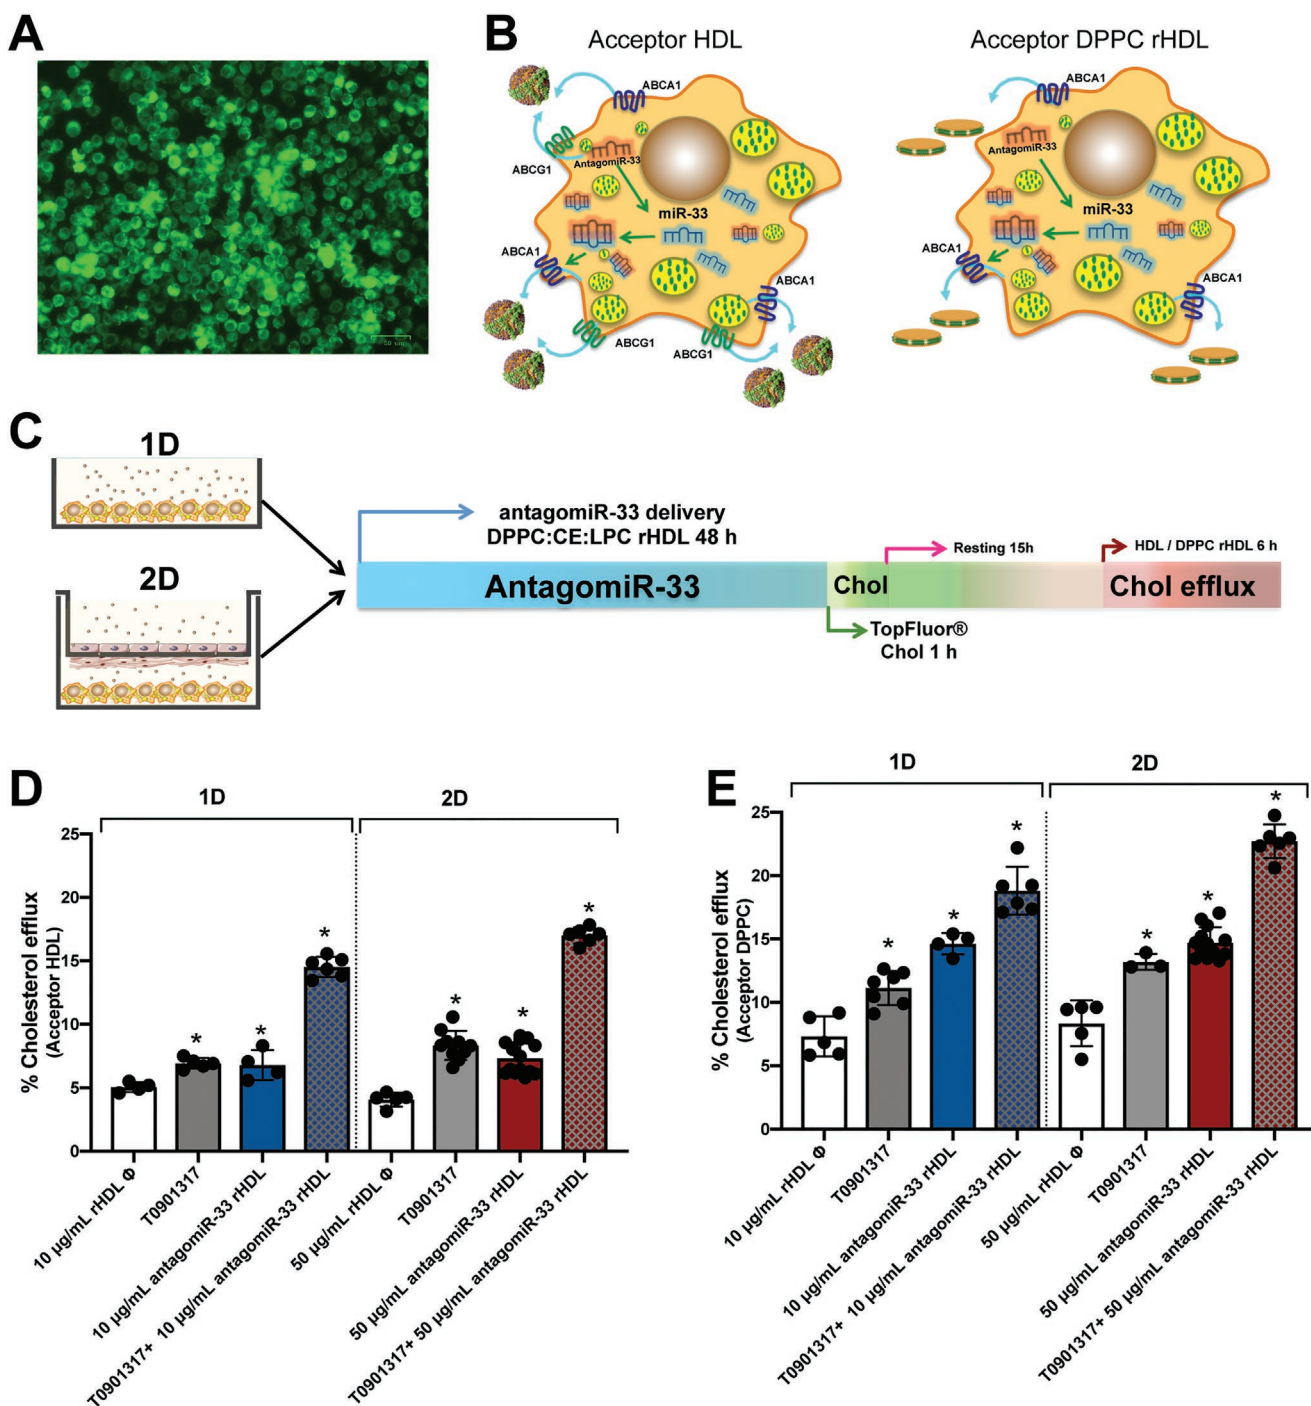 A
50 um
B
Acceptor HDL
ABCA1
ABCG1
AntagomiR-33
miR-33
ABCA1
ABCG1
ABCA1
ABCG1
Acceptor DPPC rHDL
ABCA1
AntagomiR-33
miR-33
ABCA1
ABCA1
C
1D
2D
antagomiR-33 delivery
DPPC:CE:LPC rHDL 48 h
Resting 15h
HDL / DPPC rHDL 6 h
AntagomiR-33
Chol
Chol efflux
TopFluor®
Chol 1 h
D
1D
2D
% Cholesterol efflux
(Acceptor HDL)
25
20
15
10
5
0
*
*
*
*
*
*
10 µg/mL rHDL Φ
T0901317
10 µg/mL antagomiR-33 rHDL
T0901317+ 10 µg/mL antagomiR-33 rHDL
50 µg/mL rHDL Φ
T0901317
50 µg/mL antagomiR-33 rHDL
T0901317+ 50 µg/mL antagomiR-33 rHDL
E
1D
2D
% Cholesterol efflux
(Acceptor DPPC)
25
20
15
10
5
0
*
*
*
*
*
*
10 µg/mL rHDL Φ
T0901317
10 µg/mL antagomiR-33 rHDL
T0901317+ 10 µg/mL antagomiR-33 rHDL
50 µg/mL rHDL Φ
T0901317
50 µg/mL antagomiR-33 rHDL
T0901317+ 50 µg/mL antagomiR-33 rHDL